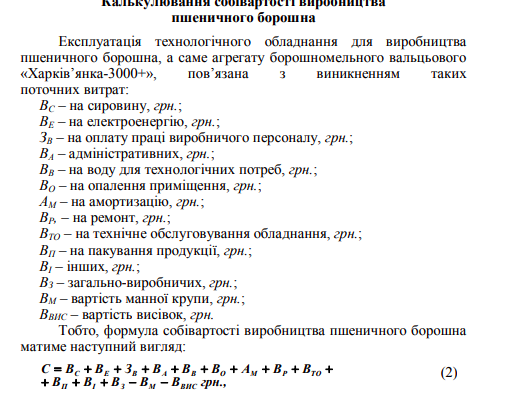 Калькулювання собівартості виробництва
пшеничного борошна
Експлуатація технологічного обладнання для виробництва
пшеничного борошна, а саме агрегату борошномельного вальцьового
«Харків’янка-3000+», пов’язана з виникненням таких
поточних витрат:
ВС – на сировину, грн.;
ВЕ – на електроенергію, грн.;
ЗВ – на оплату праці виробничого персоналу, грн.;
ВА – адміністративних, грн.;
ВВ – на воду для технологічних потреб, грн.;
ВО – на опалення приміщення, грн.;
АМ – на амортизацію, грн.;
ВР, – на ремонт, грн.;
ВТО – на технічне обслуговування обладнання, грн.;
ВП – на пакування продукції, грн.;
ВІ – інших, грн.;
ВЗ – загально-виробничих, грн.;
ВМ – вартість манної крупи, грн.;
ВВИС – вартість висівок, грн.
Тобто, формула собівартості виробництва пшеничного борошна
матиме наступний вигляд:
С = ВС + ВЕ + ЗВ + ВА + ВВ + ВО + АМ + ВР + ВТО +
+ ВП + ВІ + ВЗ – ВМ – ВВИС грн., (2)